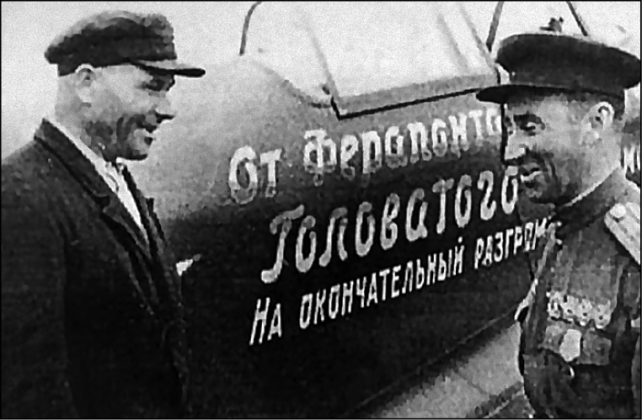 От Ферапонта
Головатого
На окончательный разгром